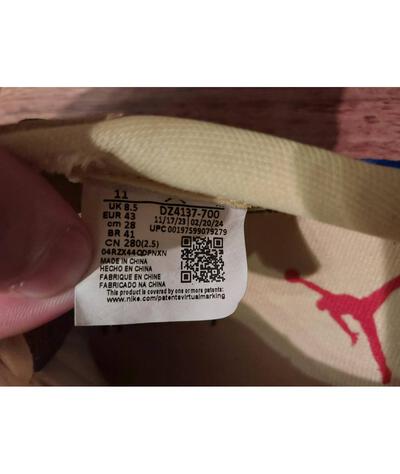 11
UK 8.5
EUR 43
cm 28
BR 41
CN 280(2.5)
DZ4137-700
11/17/23 02/20/24
UPC 00197599079279
04RZX44QDPNXN
MADE IN CHINA
HECHO EN CHINA
FABRIQUE EN CHINE
FABRICADO NA CHINA
This product is covered by one or more patents:
www.nike.com/patentsvirtualmarking